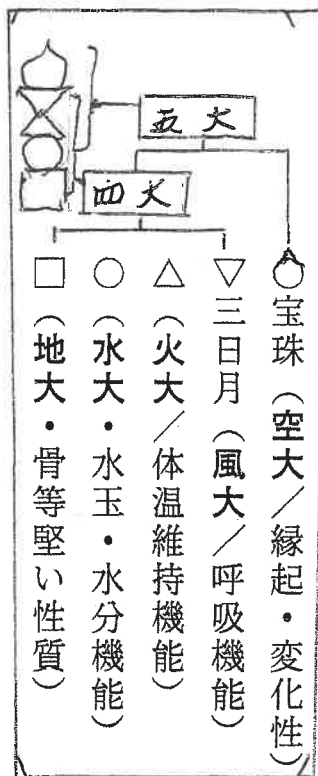 五大
四大
宝珠(空大/縁起・変化性)
▽三日月(風大/呼吸機能)
△(火大/体温維持機能)
○(水大・水玉・水分機能)
□(地大・骨等堅い性質)